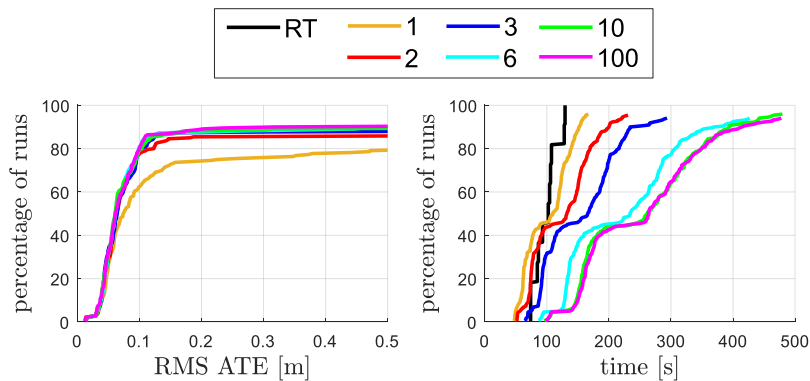 RT 1 3 10
2 6 100
100
80
60
40
20
0
percentage of runs
0 0.1 0.2 0.3 0.4 0.5
RMS ATE [m]
100
80
60
40
20
0
percentage of runs
0 100 200 300 400 500
time [s]